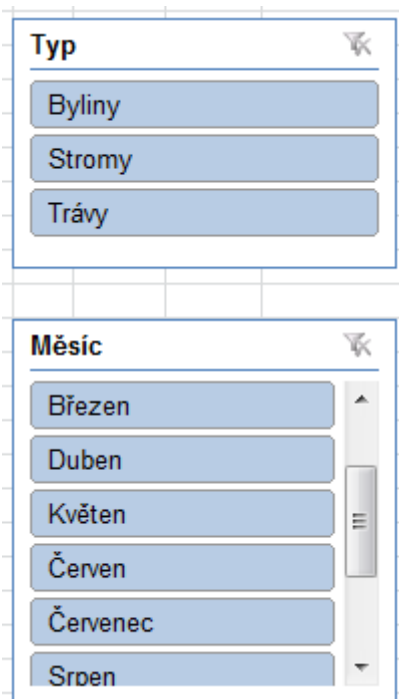 Typ
Byliny
Stromy
Trávy
Měsíc
Březen
Duben
Květen
Červen
Červenec
Srpen